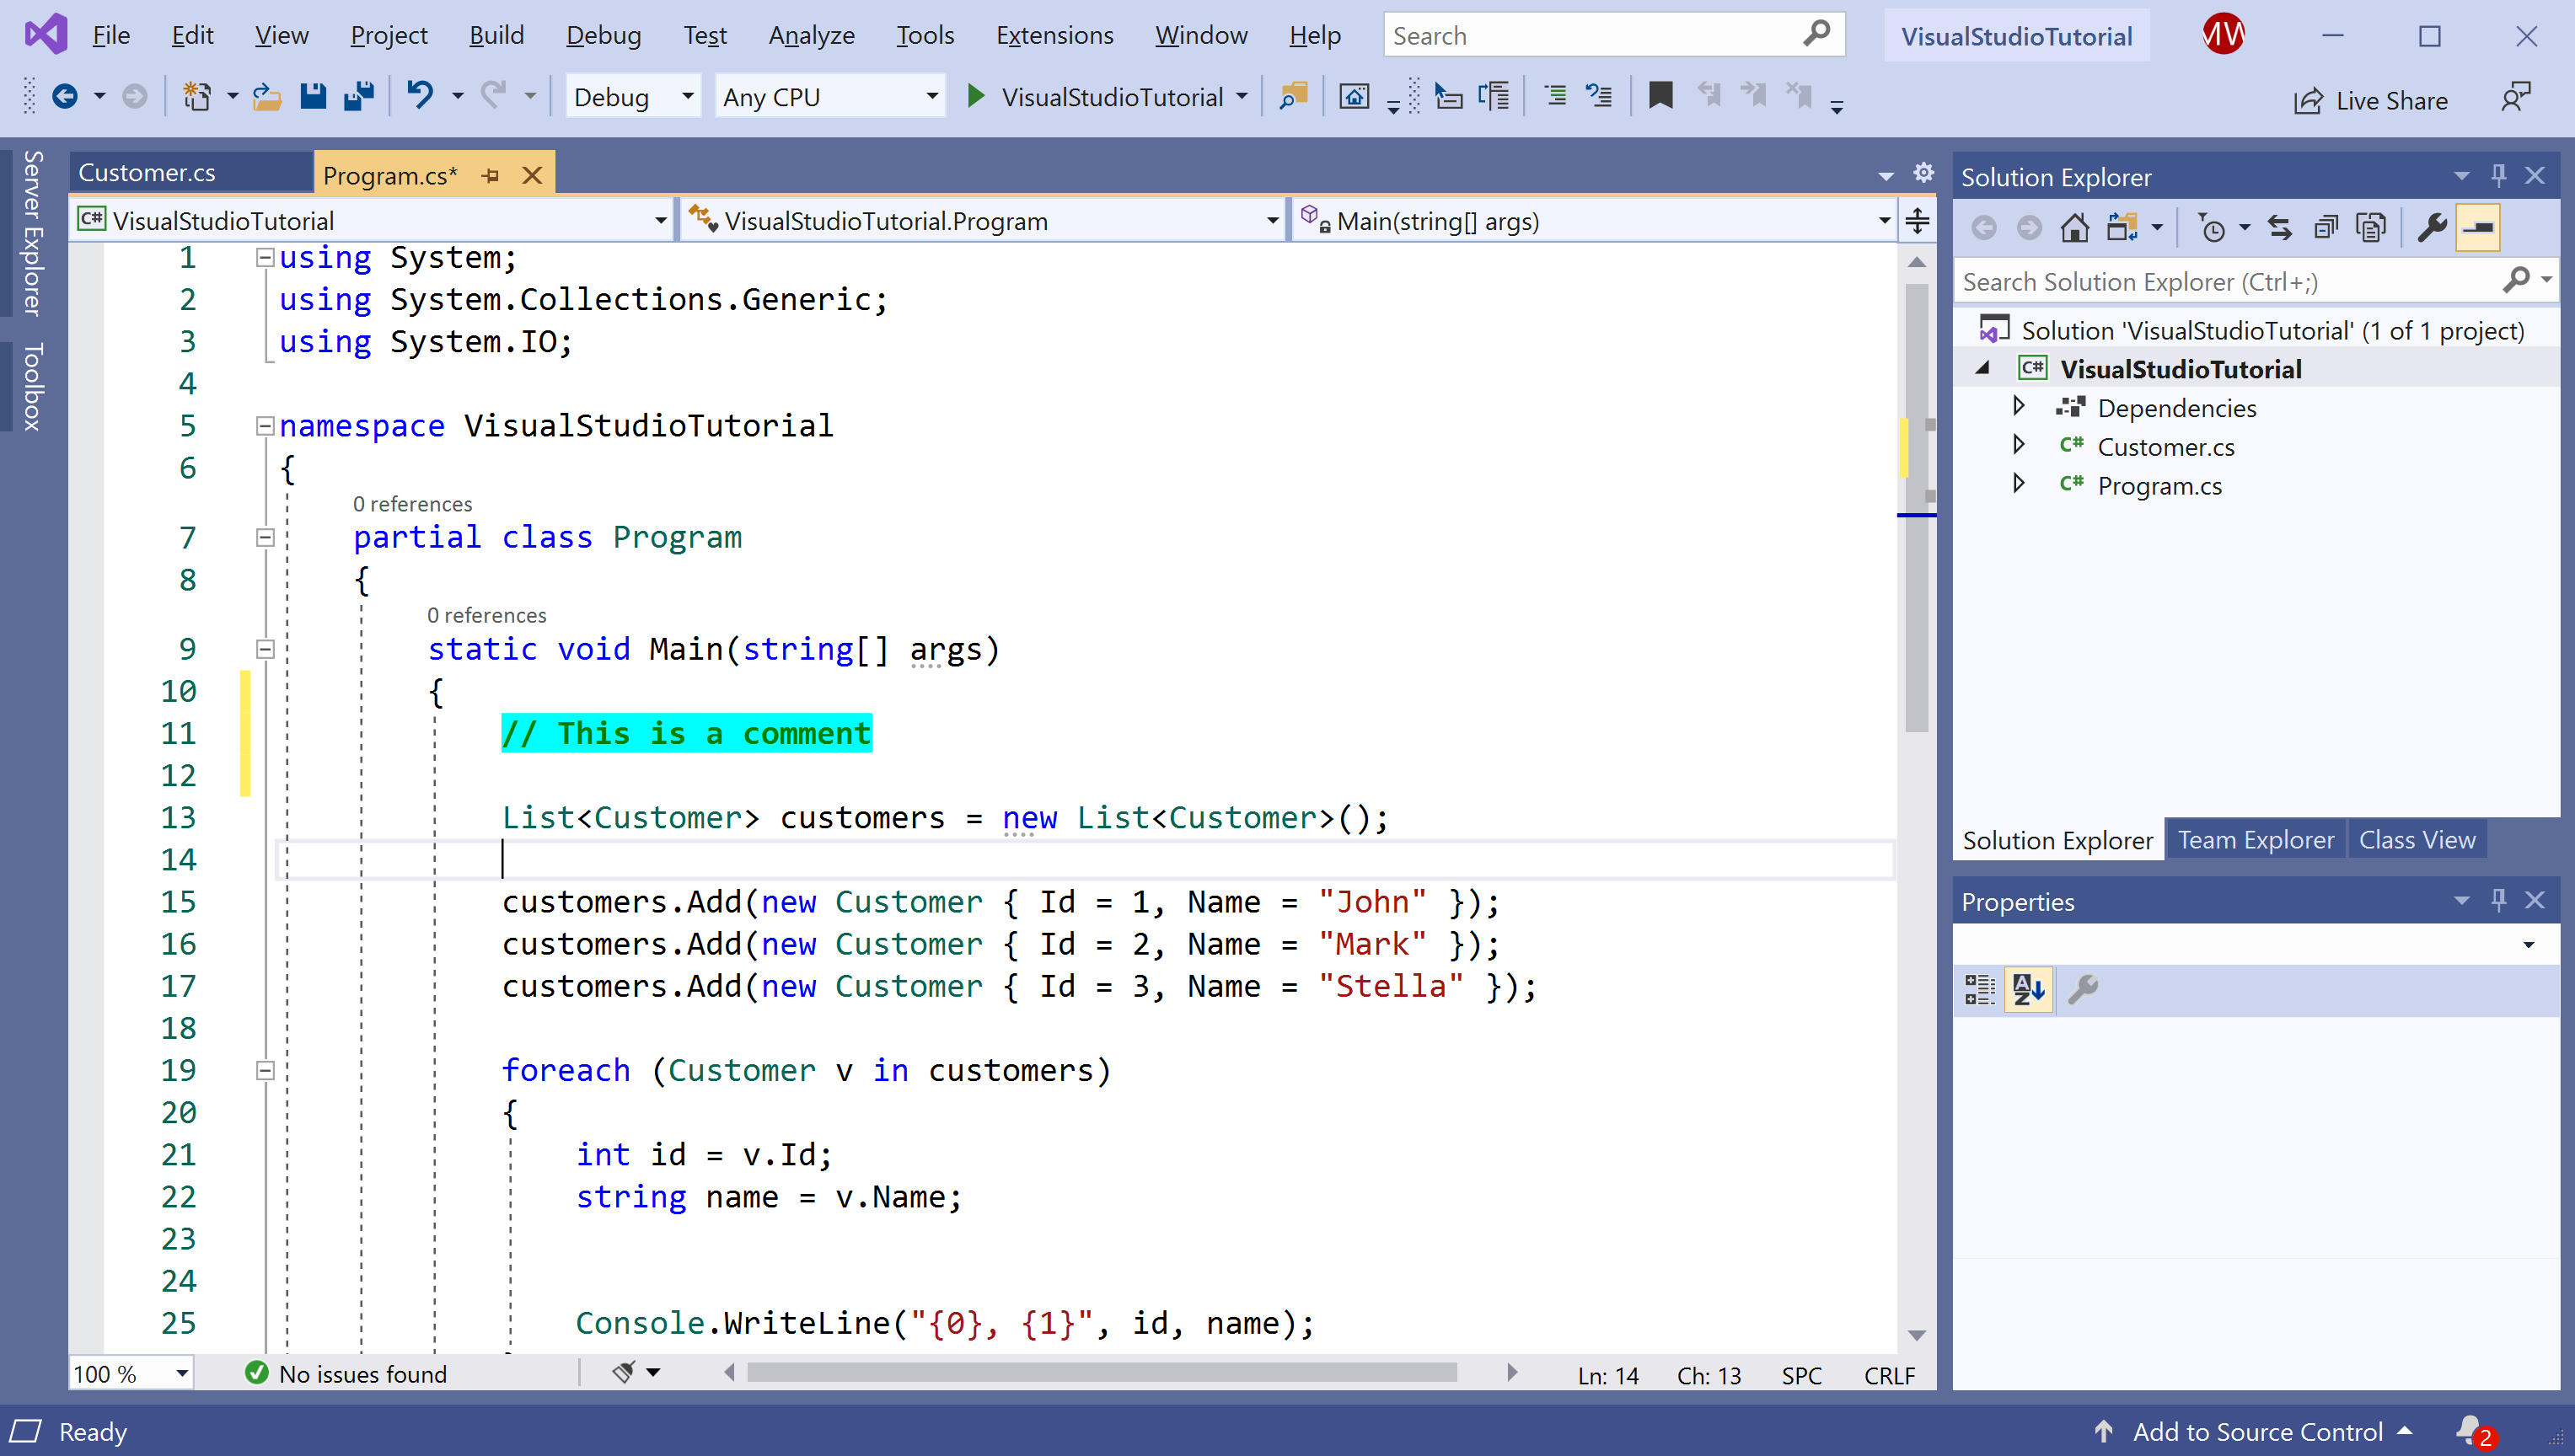 File Edit View Project Build Debug Test Analyze Tools Extensions Window Help Search VisualStudioTutorial MW
Debug Any CPU VisualStudioTutorial Live Share
Server Explorer
Toolbox
Customer.cs Program.cs*
VisualStudioTutorial VisualStudioTutorial.Program Main(string[] args)
1 using System;
2 using System.Collections.Generic;
3 using System.IO;
4
5 namespace VisualStudioTutorial
6 {
0 references
7 partial class Program
8 {
0 references
9 static void Main(string[] args)
10 {
11 // This is a comment
12
13 List<Customer> customers = new List<Customer>();
14
15 customers.Add(new Customer { Id = 1, Name = "John" });
16 customers.Add(new Customer { Id = 2, Name = "Mark" });
17 customers.Add(new Customer { Id = 3, Name = "Stella" });
18
19 foreach (Customer v in customers)
20 {
21 int id = v.Id;
22 string name = v.Name;
23
24
25 Console.WriteLine("{0}, {1}", id, name);
100 % No issues found Ln: 14 Ch: 13 SPC CRLF
Solution Explorer
Search Solution Explorer (Ctrl+;)
Solution 'VisualStudioTutorial' (1 of 1 project)
C# VisualStudioTutorial
Dependencies
C# Customer.cs
C# Program.cs
Solution Explorer Team Explorer Class View
Properties
Ready Add to Source Control 2